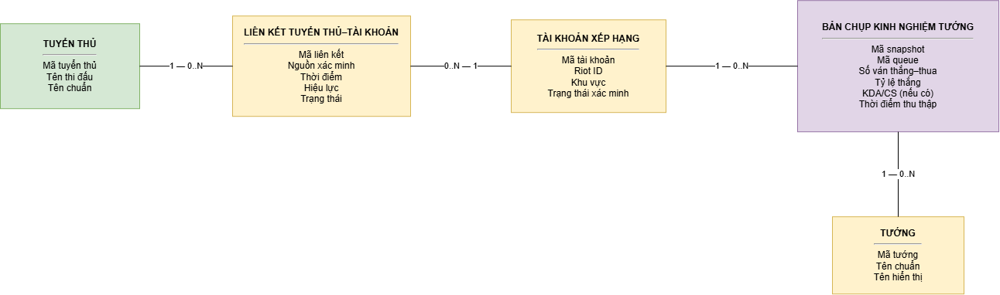 TUYỂN THỦ
Mã tuyển thủ
Tên thi đấu
Tên chuẩn
1 — 0..N
LIÊN KẾT TUYỂN THỦ–TÀI KHOẢN
Mã liên kết
Nguồn xác minh
Thời điểm
Hiệu lực
Trạng thái
0..N — 1
TÀI KHOẢN XẾP HẠNG
Mã tài khoản
Riot ID
Khu vực
Trạng thái xác minh
1 — 0..N
BẢN CHỤP KINH NGHIỆM TƯỚNG
Mã snapshot
Mã queue
Số ván thắng–thua
Tỷ lệ thắng
KDA/CS (nếu có)
Thời điểm thu thập
1 — 0..N
TƯỚNG
Mã tướng
Tên chuẩn
Tên hiển thị